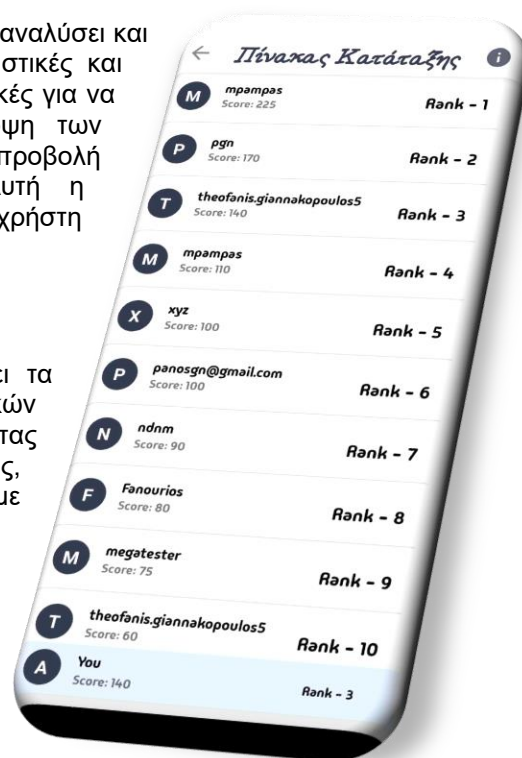 αναλύσει και
στικές και
κές για να
ψη των
προβολή
υτή η
χρήστη
ει τα
κών
τας
ς,
με
Πίνακας Κατάταξης
i
M
mpampas
Score: 225
Rank - 1
P
pgn
Score: 170
Rank - 2
T
theofanis.giannakopoulos5
Score: 140
Rank - 3
M
mpampas
Score: 110
Rank - 4
X
xyz
Score: 100
Rank - 5
P
panosgn@gmail.com
Score: 100
Rank - 6
N
ndnm
Score: 90
Rank - 7
F
Fanourios
Score: 80
Rank - 8
M
megatester
Score: 75
Rank - 9
T
theofanis.giannakopoulos5
Score: 60
Rank - 10
A
You
Score: 140
Rank - 3